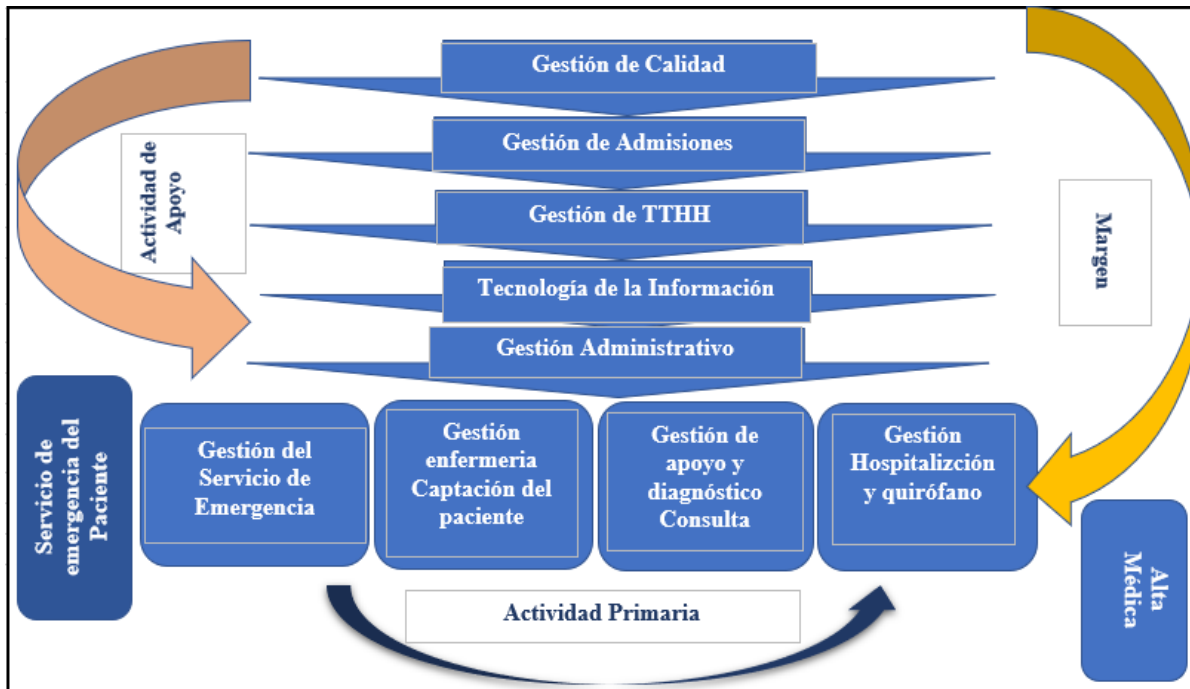 Gestión de Calidad
Gestión de Admisiones
Gestión de TTHH
Tecnología de la Información
Gestión Administrativo
Actividad de
Apoyo
Margen
Servicio de
emergencia del
Paciente
Gestión del
Servicio de
Emergencia
Gestión
enfermeria
Captación del
paciente
Gestión de
apoyo y
diagnóstico
Consulta
Gestión
Hospitalizción
y quirófano
Alta
Médica
Actividad Primaria